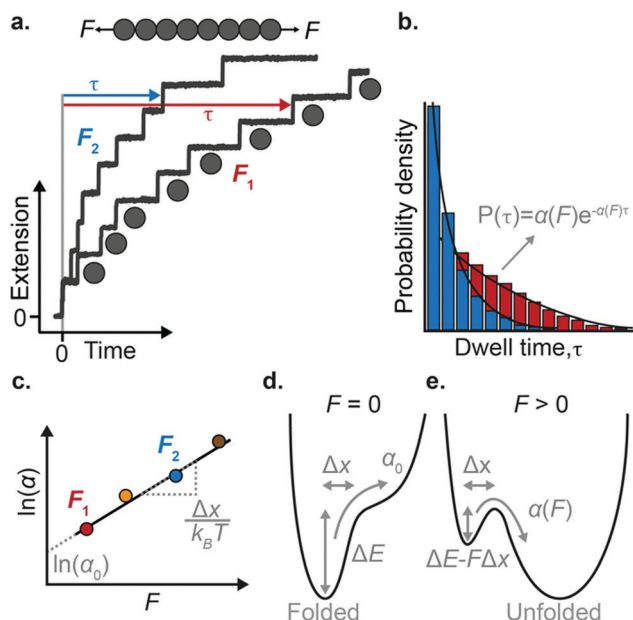 a.
F F
τ
τ
F₂
F₁
Extension
0
0
Time
b.
Probability density
P(τ)=α(F)e^-α(F)τ
Dwell time,τ
c.
ln(α)
F₁
F₂
Δx
k_BT
ln(α₀)
F
d.
F = 0
Δx
α₀
ΔE
Folded
e.
F > 0
Δx
α(F)
ΔE-FΔx
Unfolded